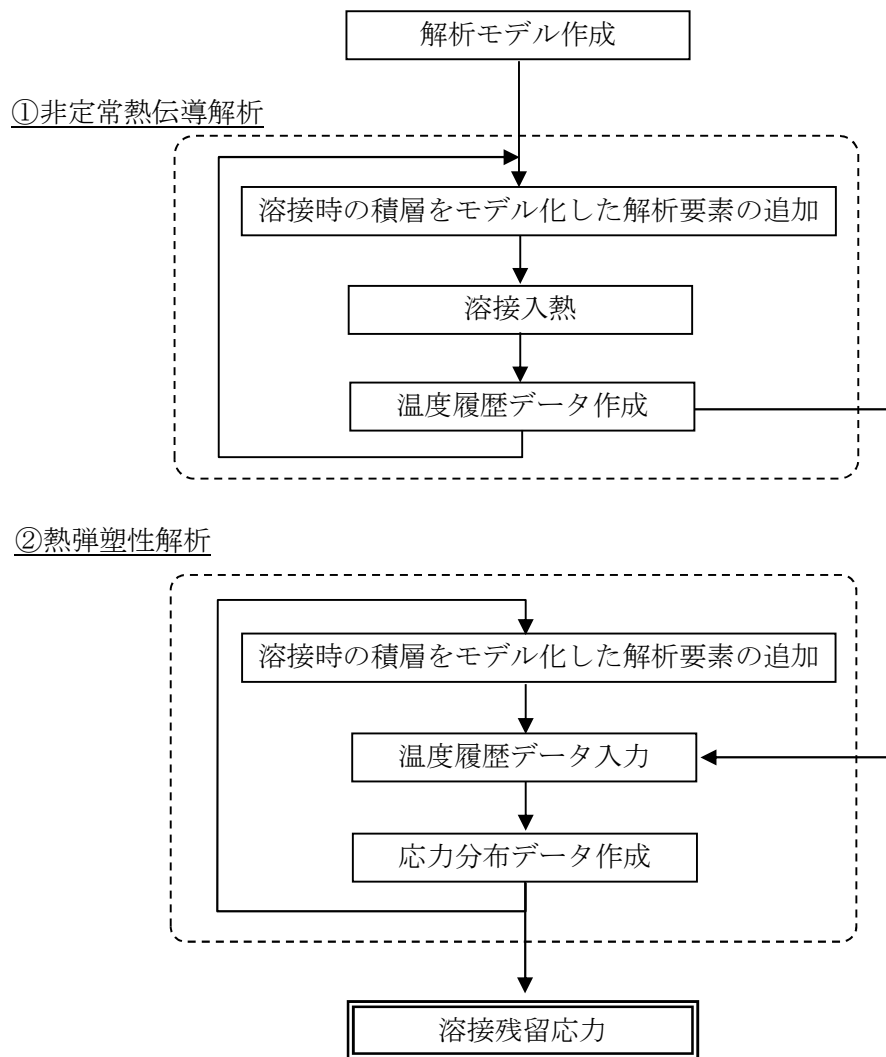 解析モデル作成
①非定常熱伝導解析
溶接時の積層をモデル化した解析要素の追加
溶接入熱
温度履歴データ作成
②熱弾塑性解析
溶接時の積層をモデル化した解析要素の追加
温度履歴データ入力
応力分布データ作成
溶接残留応力